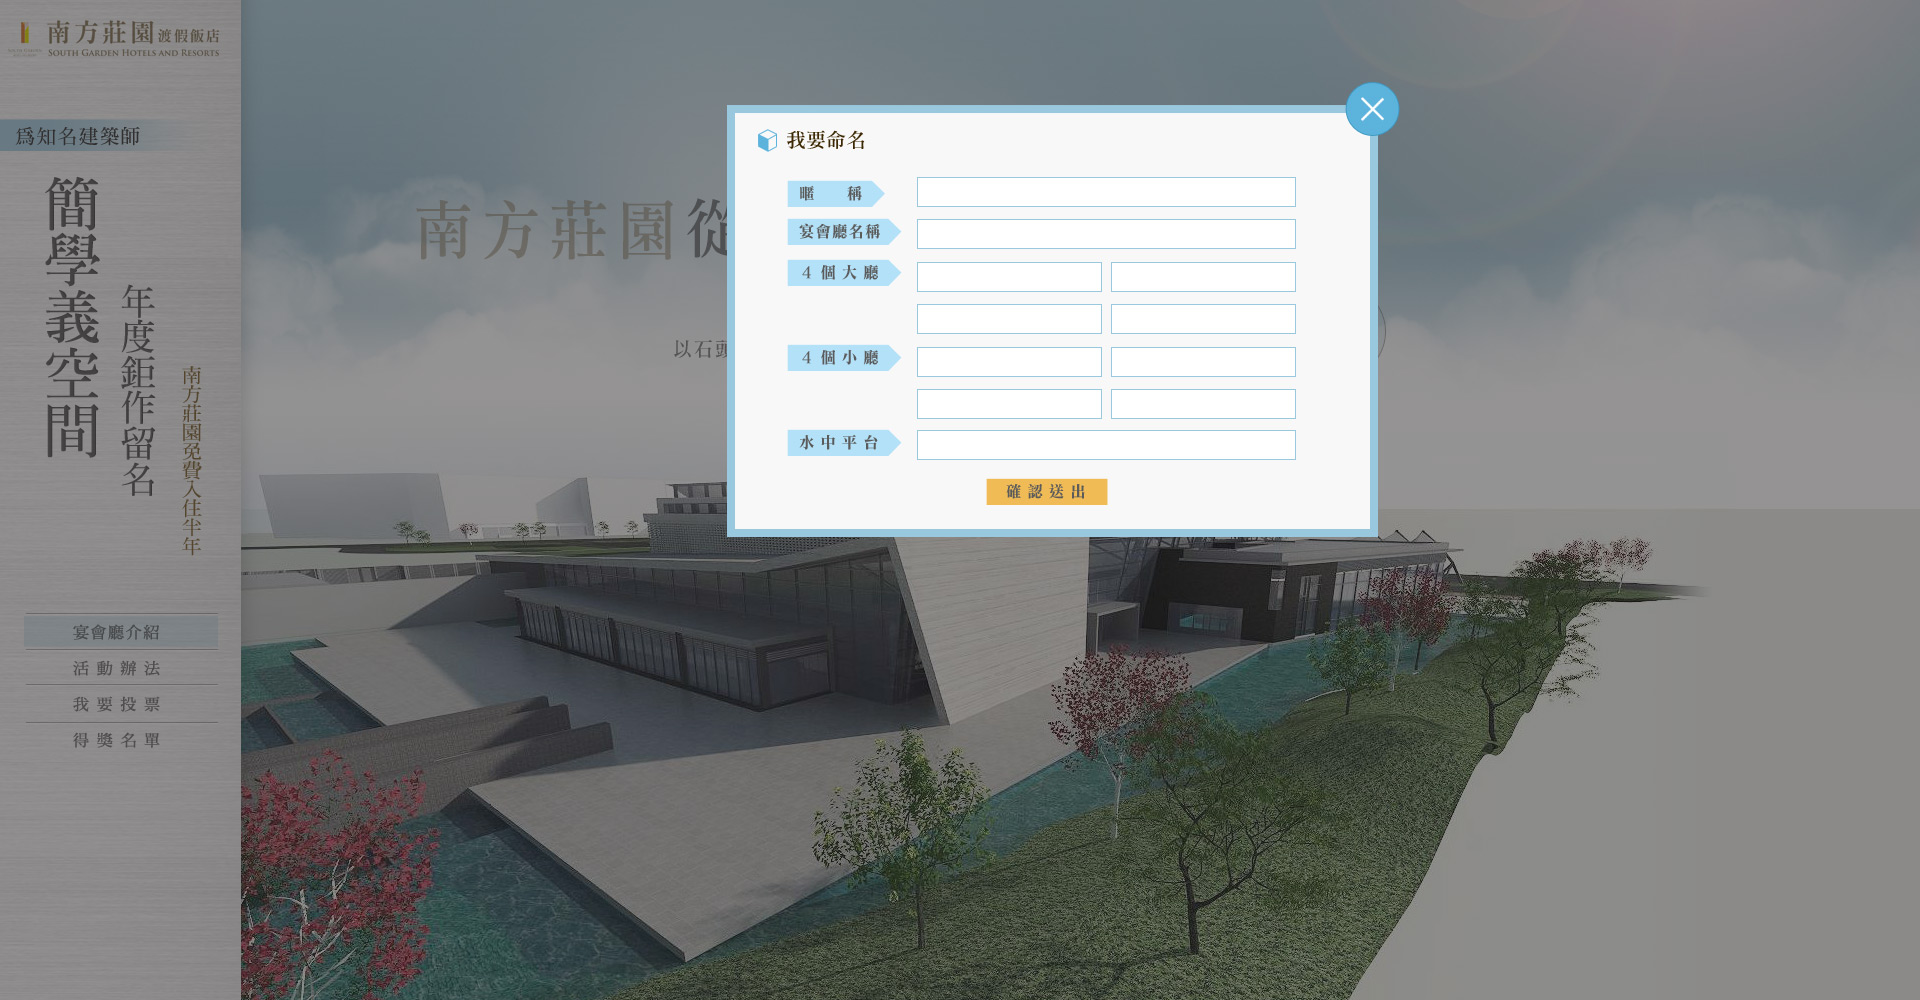 南方莊園渡假飯店
SOUTH GARDEN HOTELS AND RESORTS
為知名建築師
簡學義空間
年度鉅作留名
南方莊園免費入住半年
宴會廳介紹
活動辦法
我要投票
得獎名單
南方莊園從
以石頭
我要命名
暱稱
宴會廳名稱
4個大廳
4個小廳
水中平台
確認送出